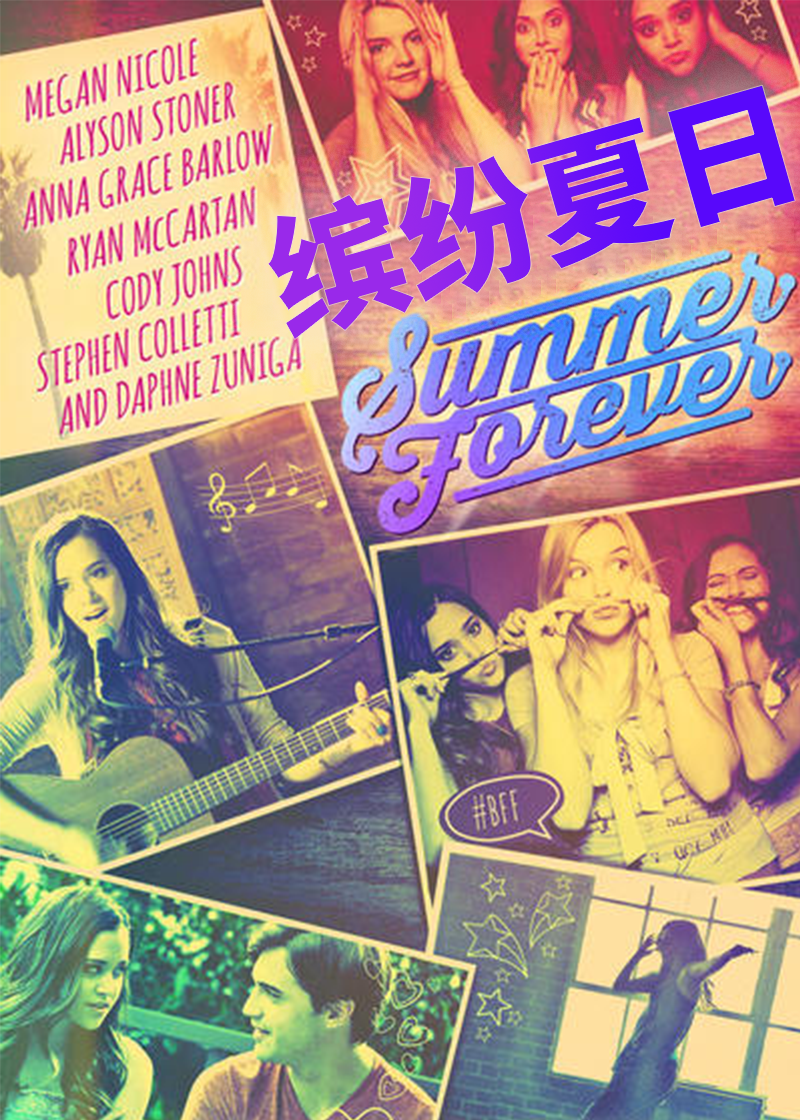 MEGAN NICOLE
ALYSON STONER
ANNA GRACE BARLOW
RYAN McCARTAN
CODY JOHNS
STEPHEN COLLETTI
AND DAPHNE ZUNIGA
缤纷夏日
Summer
Forever
#BFF